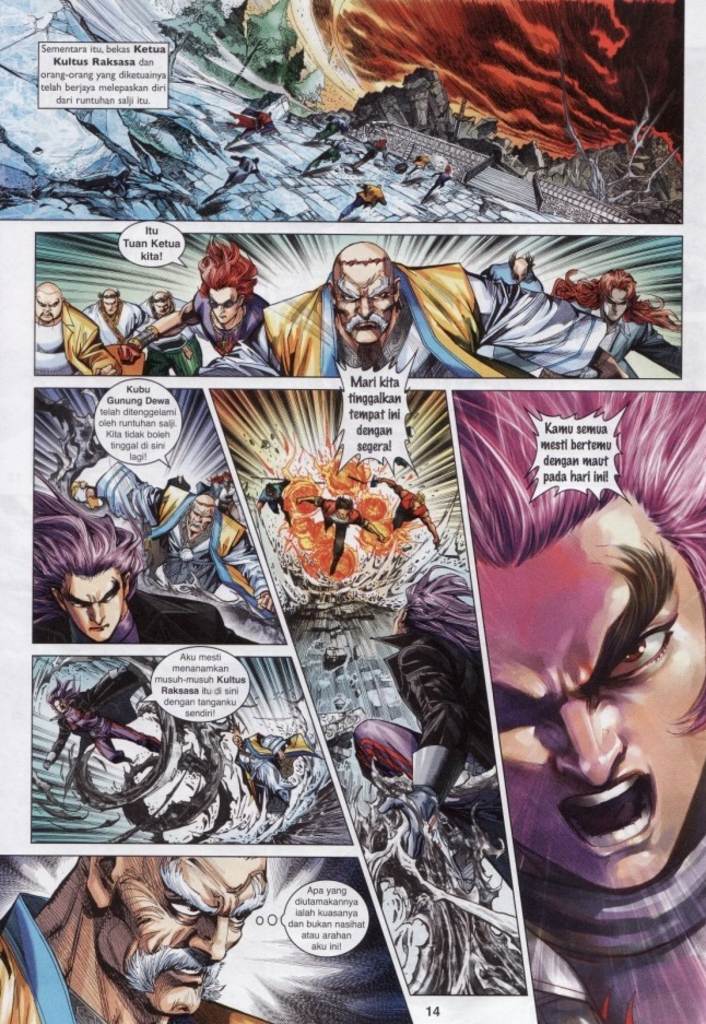 Sementara itu, bekas Ketua
Kultus Raksasa dan
orang-orang yang diketuainya
telah berjaya melepaskan diri
dari runtuhan salji itu.
Itu
Tuan Ketua
kita!
Kubu
Gunung Dewa
telah ditenggelami
oleh runtuhan salji.
Kita tidak boleh
tinggal di sini
lagi!
Mari kita
tinggalkan
tempat ini
dengan
segera!
Kamu semua
mesti bertemu
dengan maut
pada hari ini!
Aku mesti
menanamkan
musuh-musuh Kultus
Raksasa itu di sini
dengan tanganku
sendiri!
Apa yang
diutamakannya
ialah kuasanya
dan bukan nasihat
atau arahan
aku ini!
14